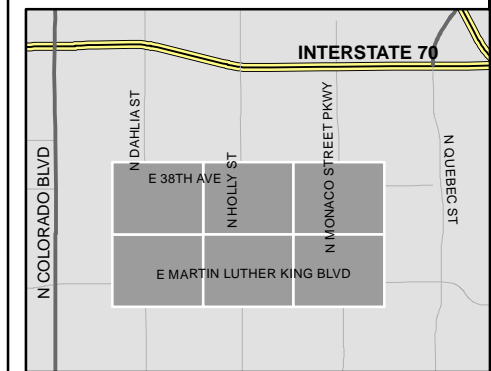 INTERSTATE 70
N DAHLIA ST
N MONACO STREET PKWY
N QUEBEC ST
N COLORADO BLVD
E 38TH AVE
N HOLLY ST
E MARTIN LUTHER KING BLVD